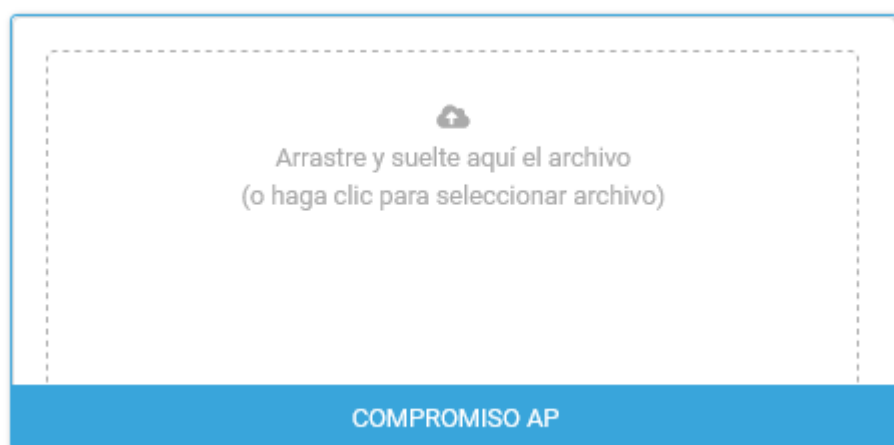 Arrastre y suelte aquí el archivo
(o haga clic para seleccionar archivo)
COMPROMISO AP